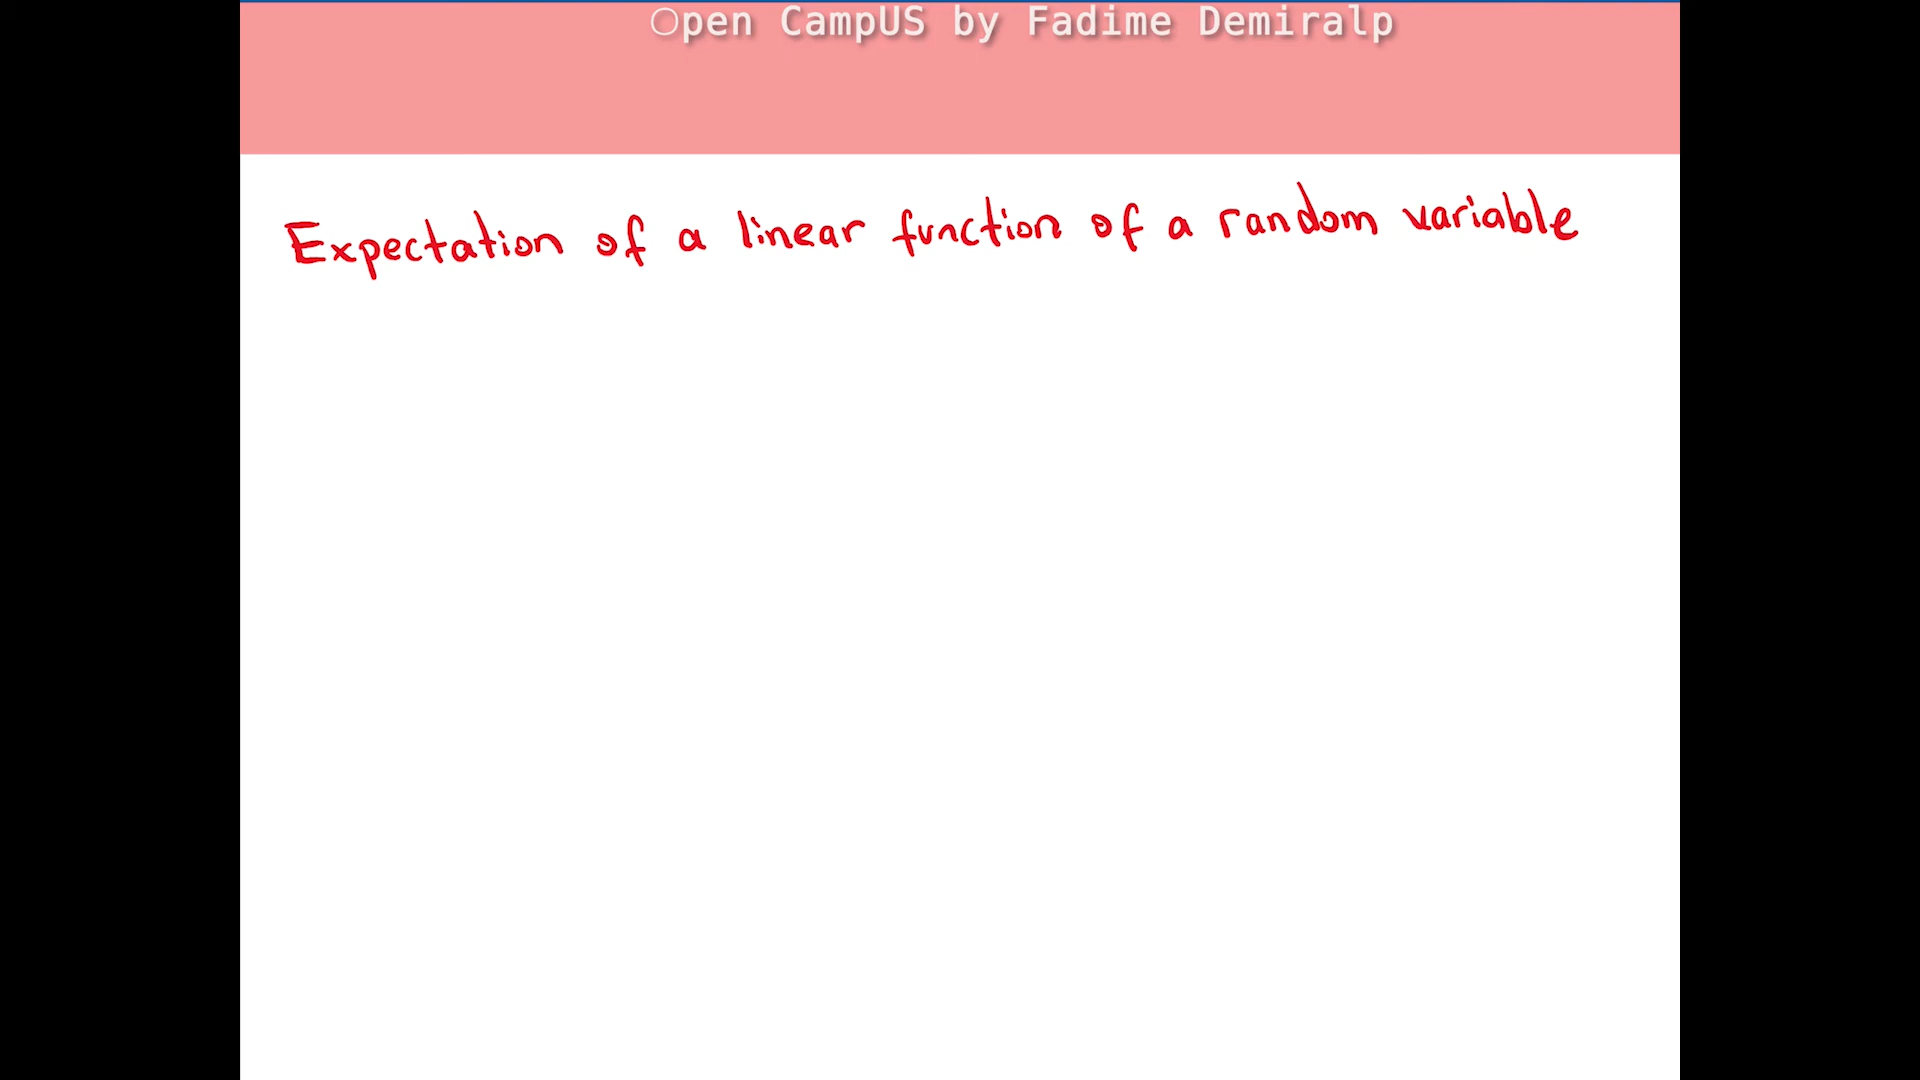 Open CampUS by Fadime Demiralp
Expectation of a linear function of a random variable